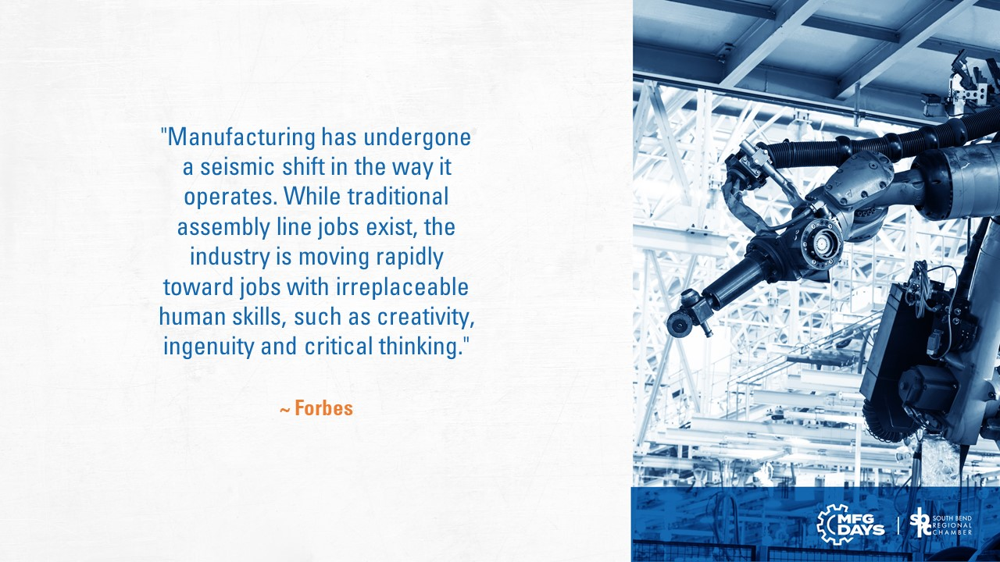 "Manufacturing has undergone
a seismic shift in the way it
operates. While traditional
assembly line jobs exist, the
industry is moving rapidly
toward jobs with irreplaceable
human skills, such as creativity,
ingenuity and critical thinking."
~ Forbes
MFG
DAYS
sbrc
SOUTH BEND
REGIONAL
CHAMBER